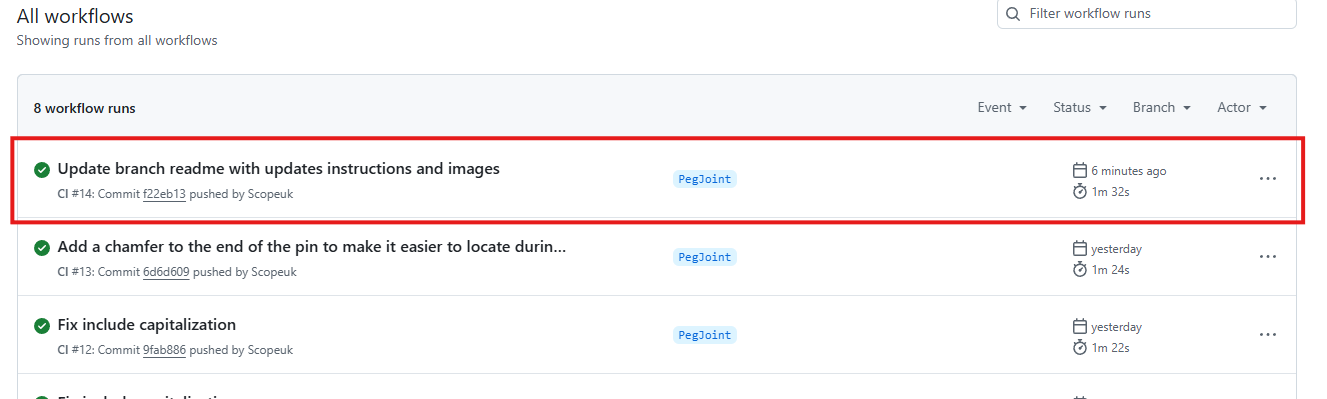 All workflows
Filter workflow runs
Showing runs from all workflows
8 workflow runs
Event
Status
Branch
Actor
Update branch readme with updates instructions and images
CI #14: Commit f22eb13 pushed by Scopeuk
PegJoint
6 minutes ago
1m 32s
Add a chamfer to the end of the pin to make it easier to locate durin...
CI #13: Commit 6d6d609 pushed by Scopeuk
PegJoint
yesterday
1m 24s
Fix include capitalization
CI #12: Commit 9fab886 pushed by Scopeuk
PegJoint
yesterday
1m 22s